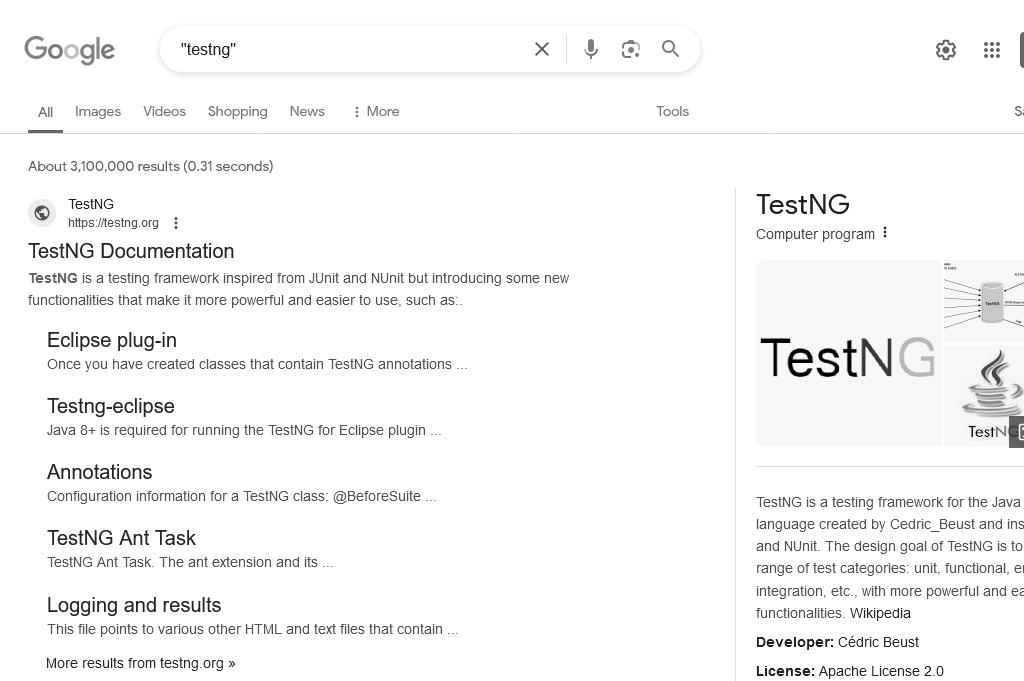 Google
"testng"
All
Images
Videos
Shopping
News
More
Tools
About 3,100,000 results (0.31 seconds)
TestNG
https://testng.org
TestNG Documentation
TestNG is a testing framework inspired from JUnit and NUnit but introducing some new
functionalities that make it more powerful and easier to use, such as:.
Eclipse plug-in
Once you have created classes that contain TestNG annotations ...
Testng-eclipse
Java 8+ is required for running the TestNG for Eclipse plugin ...
Annotations
Configuration information for a TestNG class: @BeforeSuite ...
TestNG Ant Task
TestNG Ant Task. The ant extension and its ...
Logging and results
This file points to various other HTML and text files that contain ...
More results from testng.org »
TestNG
Computer program
TestNG
TestNG
TestNG
TestNG is a testing framework for the Java
language created by Cedric_Beust and ins
and NUnit. The design goal of TestNG is to
range of test categories: unit, functional, e
integration, etc., with more powerful and ea
functionalities. Wikipedia
Developer: Cédric Beust
License: Apache License 2.0